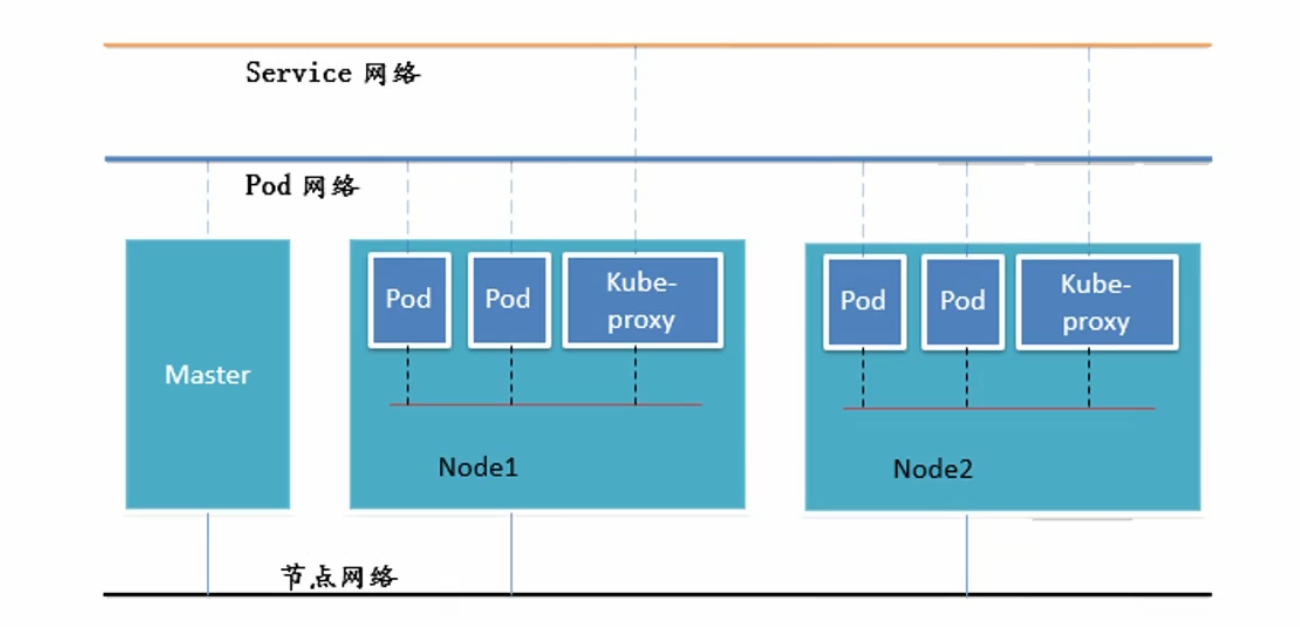 Service 网络
Pod 网络
Master
Pod
Pod
Kube-
proxy
Node1
Pod
Pod
Kube-
proxy
Node2
节点网络